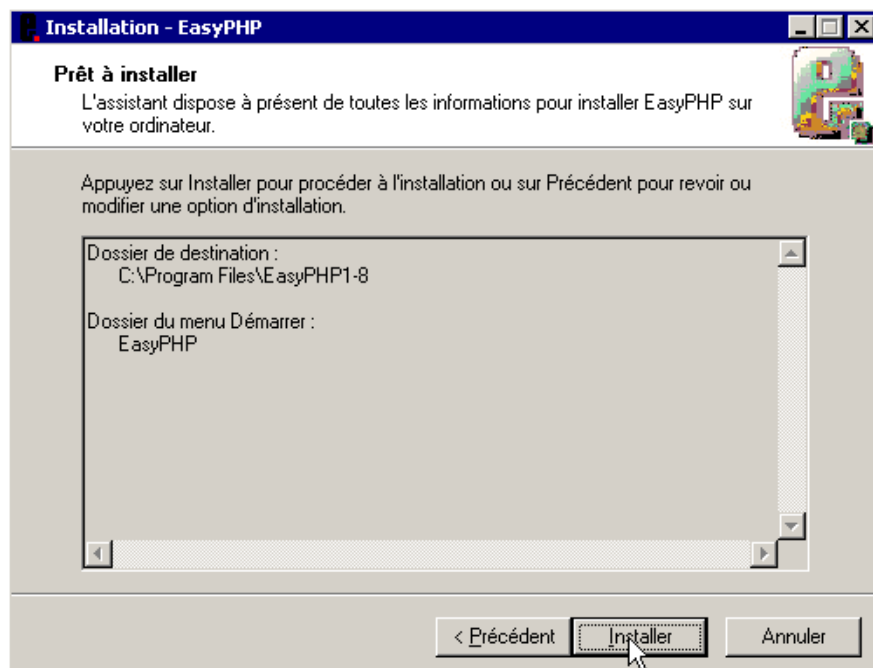 Installation - EasyPHP
Prêt à installer
L'assistant dispose à présent de toutes les informations pour installer EasyPHP sur
votre ordinateur.
Appuyez sur Installer pour procéder à l'installation ou sur Précédent pour revoir ou
modifier une option d'installation.
Dossier de destination :
C:\Program Files\EasyPHP1-8
Dossier du menu Démarrer :
EasyPHP
< Précédent Installer Annuler